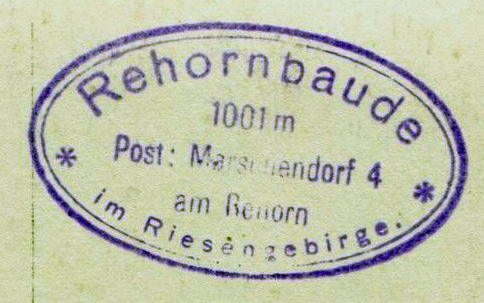 Rehornbaude
1001 m
Post: Marschendorf 4
am Rehorn
* im Riesengebirge. *